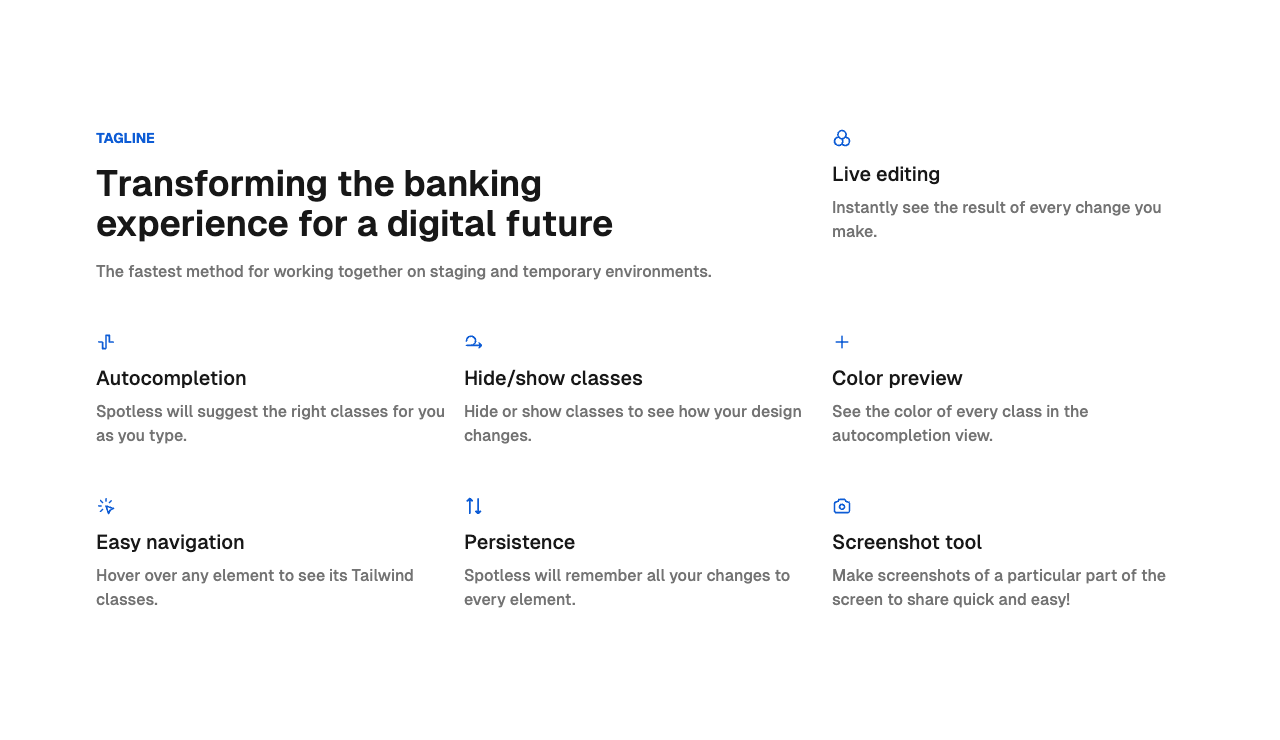 TAGLINE
Transforming the banking
experience for a digital future
The fastest method for working together on staging and temporary environments.
Live editing
Instantly see the result of every change you
make.
Autocompletion
Spotless will suggest the right classes for you
as you type.
Hide/show classes
Hide or show classes to see how your design
changes.
Color preview
See the color of every class in the
autocompletion view.
Easy navigation
Hover over any element to see its Tailwind
classes.
Persistence
Spotless will remember all your changes to
every element.
Screenshot tool
Make screenshots of a particular part of the
screen to share quick and easy!